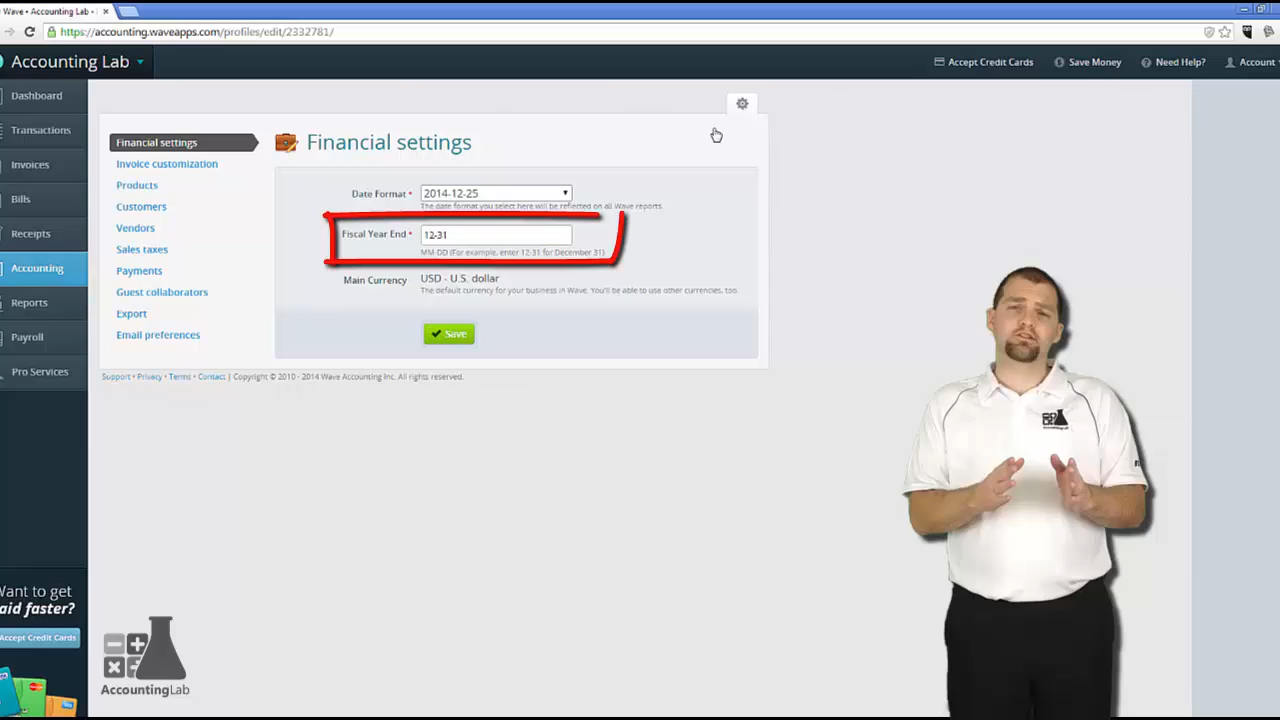 Wave • Accounting Lab •
https://accounting.waveapps.com/profiles/edit/2332781/
Accounting Lab
Accept Credit Cards
Save Money
Need Help?
Account
Dashboard
Transactions
Invoices
Bills
Receipts
Accounting
Reports
Payroll
Pro Services
Financial settings
Invoice customization
Products
Customers
Vendors
Sales taxes
Payments
Guest collaborators
Export
Email preferences
Financial settings
Date Format •
2014-12-25
The date format you select here will be reflected on all Wave reports.
Fiscal Year End •
12-31
MM-DD (For example, enter 12-31 for December 31)
Main Currency
USD - U.S. dollar
The default currency for your business in Wave. You'll be able to use other currencies, too.
Save
Support • Privacy • Terms • Contact | Copyright © 2010 - 2014 Wave Accounting Inc. All rights reserved.
Want to get
aid faster?
Accept Credit Cards
AccountingLab